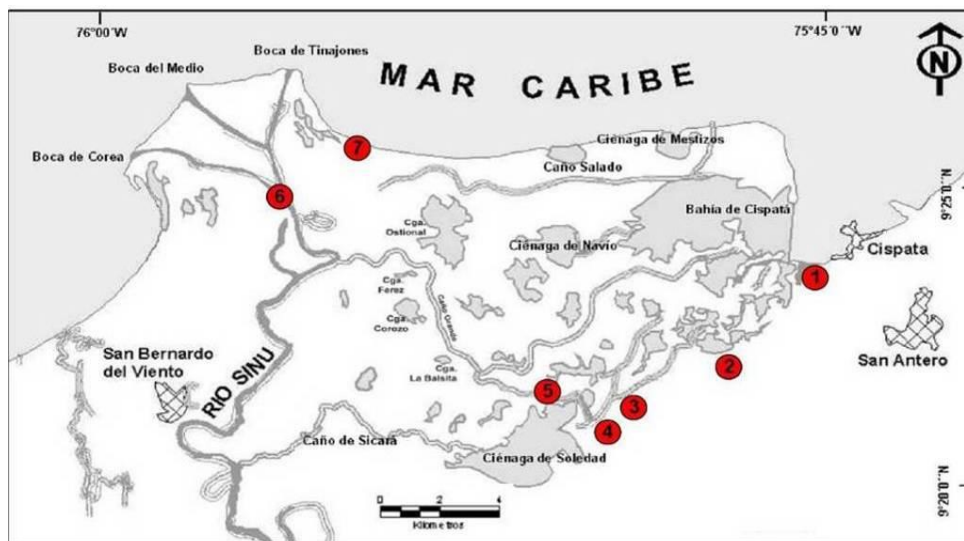 76°00´W
75°45´0´´W
Boca de Tinajones
Boca del Medio
MAR CARIBE
N
Boca de Corea
7
Ciénaga de Mestizos
Caño Salado
9°25´0´´N
6
Cga.
Ostional
Bahía de Cispatá
Ciénaga de Navío
Cispata
1
Cga.
Ferez
Cga.
Corozo
Caño Grande
San Bernardo
del Viento
RIO SINU
San Antero
Cga.
La Balsita
2
5
3
4
Caño de Sicará
Ciénaga de Soledad
9°20´0´´N
0 2 4
Kilometros